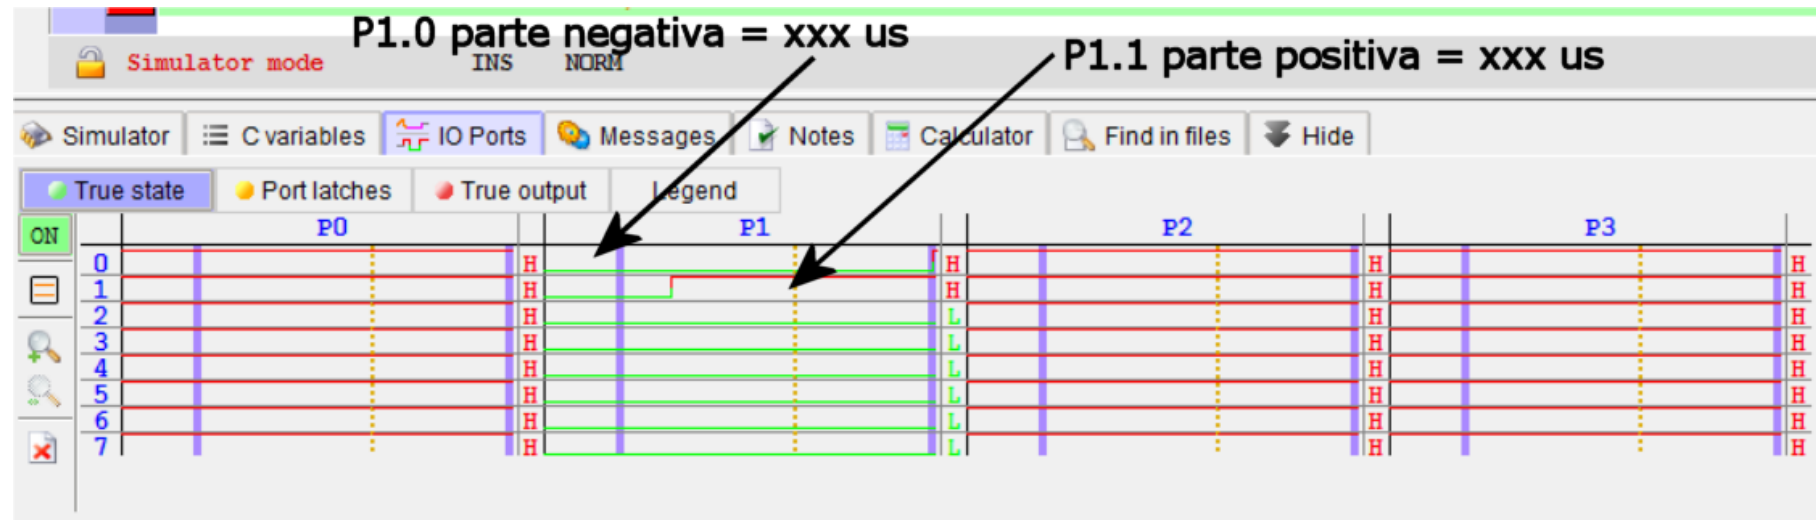 P1.0 parte negativa = xxx us
P1.1 parte positiva = xxx us
Simulator mode INS NORM
Simulator C variables IO Ports Messages Notes Calculator Find in files Hide
True state Port latches True output Legend
ON P0 P1 P2 P3
0 H H H H
1 H H H H
2 H L H H
3 H L H H
4 H L H H
5 H L H H
6 H L H H
7 H L H H